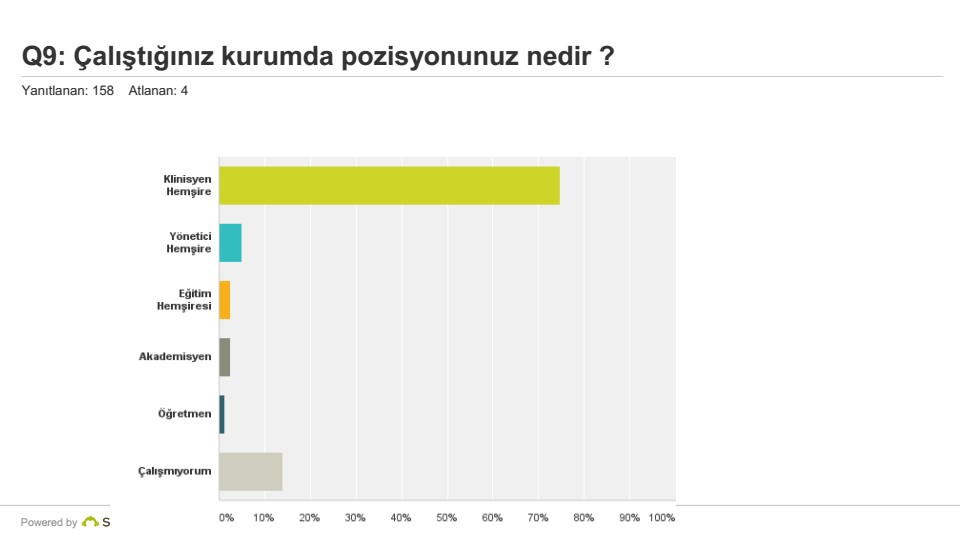 Q9: Çalıştığınız kurumda pozisyonunuz nedir ?
Yanıtlanan: 158 Atlanan: 4
Klinisyen
Hemşire
Yönetici
Hemşire
Eğitim
Hemşiresi
Akademisyen
Öğretmen
Çalışmıyorum
0% 10% 20% 30% 40% 50% 60% 70% 80% 90% 100%
Powered by S